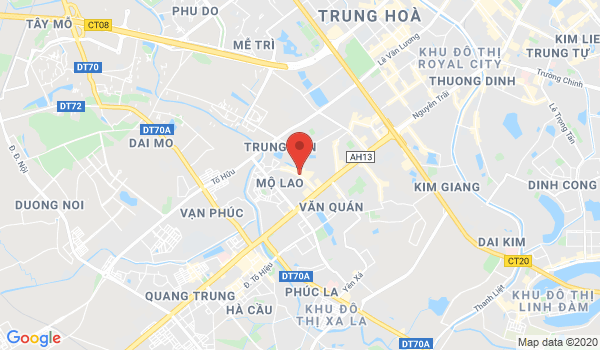 PHU DO
TRUNG HOÀ
TÂY MỖ
CT08
MỄ TRÌ
Lê Văn Lương
KHU ĐÔ THỊ
ROYAL CITY
KIM LIE
TRUNG TỰ
DT70
THUONG DINH
Trường Chinh
DT72
Nguyễn Trãi
Lê Trọng Tấn
DT70A
DAI MO
Đ. Đ. Nội
TRUNG
AH13
Tố Hữu
MỘ LAO
KIM GIANG
DINH CONG
DUONG NOI
VẠN PHÚC
VĂN QUÁN
DAI KIM
CT20
Đ. Tố Hiệu
DT70A
Yên Xá
QUANG TRUNG
PHÚC LA
Thanh Liệt
KHU ĐÔ THỊ
LINH ĐÀM
HÀ CẦU
KHU ĐÔ
THỊ XA LA
DT70A
Google
Map data ©2020